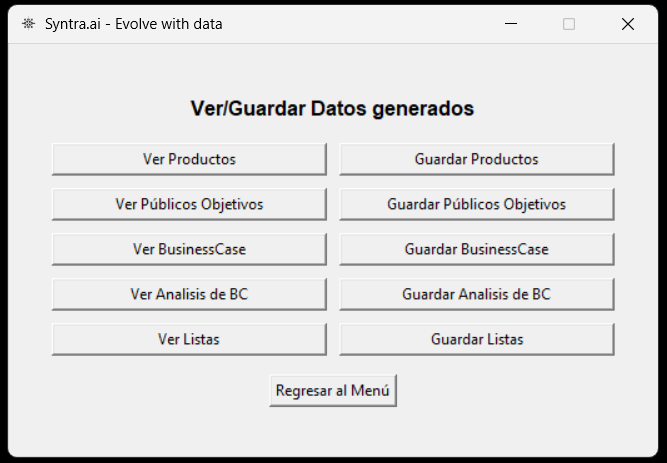 Syntra.ai - Evolve with data
Ver/Guardar Datos generados
Ver Productos
Guardar Productos
Ver Públicos Objetivos
Guardar Públicos Objetivos
Ver BusinessCase
Guardar BusinessCase
Ver Analisis de BC
Guardar Analisis de BC
Ver Listas
Guardar Listas
Regresar al Menú